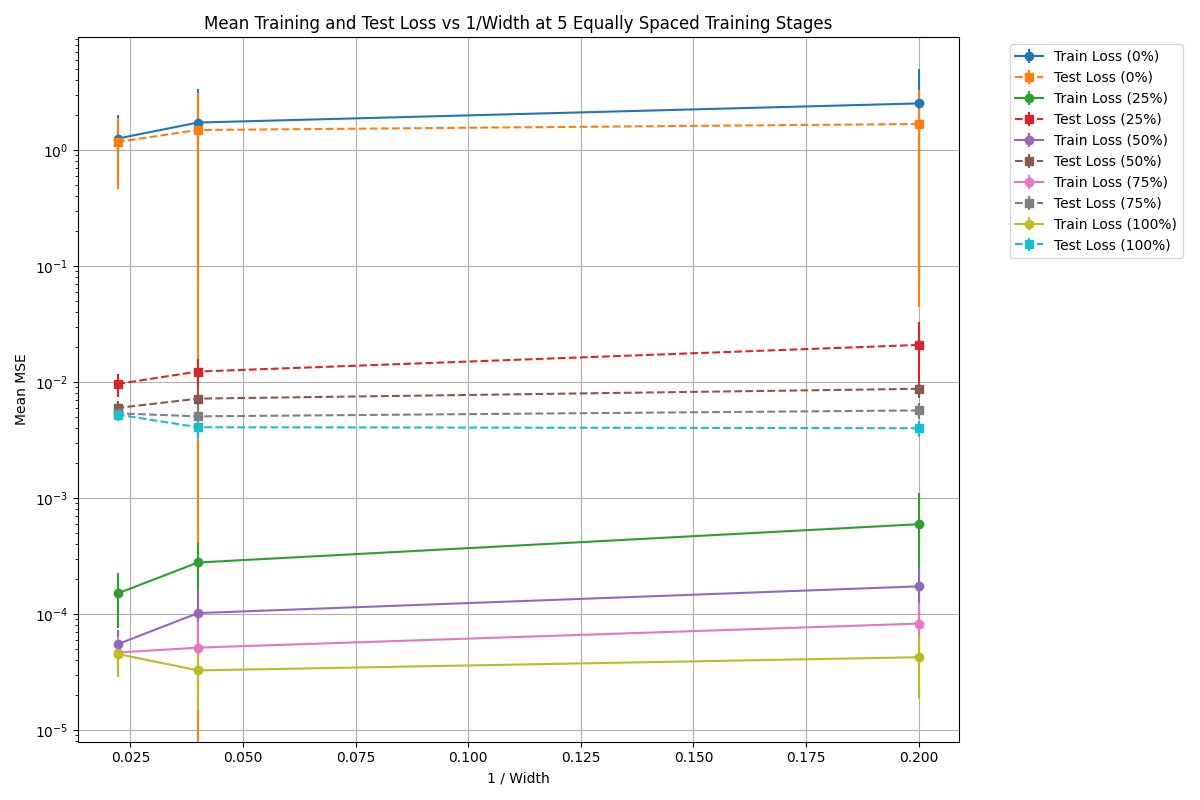 Mean Training and Test Loss vs 1/Width at 5 Equally Spaced Training Stages
Train Loss (0%)
Test Loss (0%)
Train Loss (25%)
Test Loss (25%)
Train Loss (50%)
Test Loss (50%)
Train Loss (75%)
Test Loss (75%)
Train Loss (100%)
Test Loss (100%)
Mean MSE
10⁰
10⁻¹
10⁻²
10⁻³
10⁻⁴
10⁻⁵
0.025 0.050 0.075 0.100 0.125 0.150 0.175 0.200
1 / Width